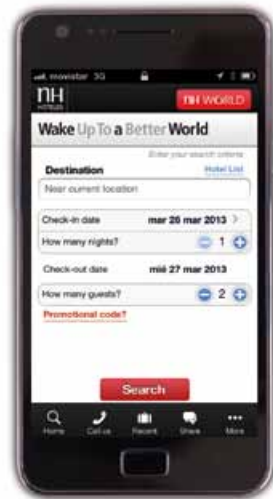 movistar 3G
nH
HOTELES
nH WORLD
Wake Up To a Better World
Enter your search criteria
Destination Hotel List
Near current location
Check-in date mar 26 mar 2013
How many nights? 1
Check-out date mié 27 mar 2013
How many guests? 2
Promotional code?
Search
Home Call us Recent Share More